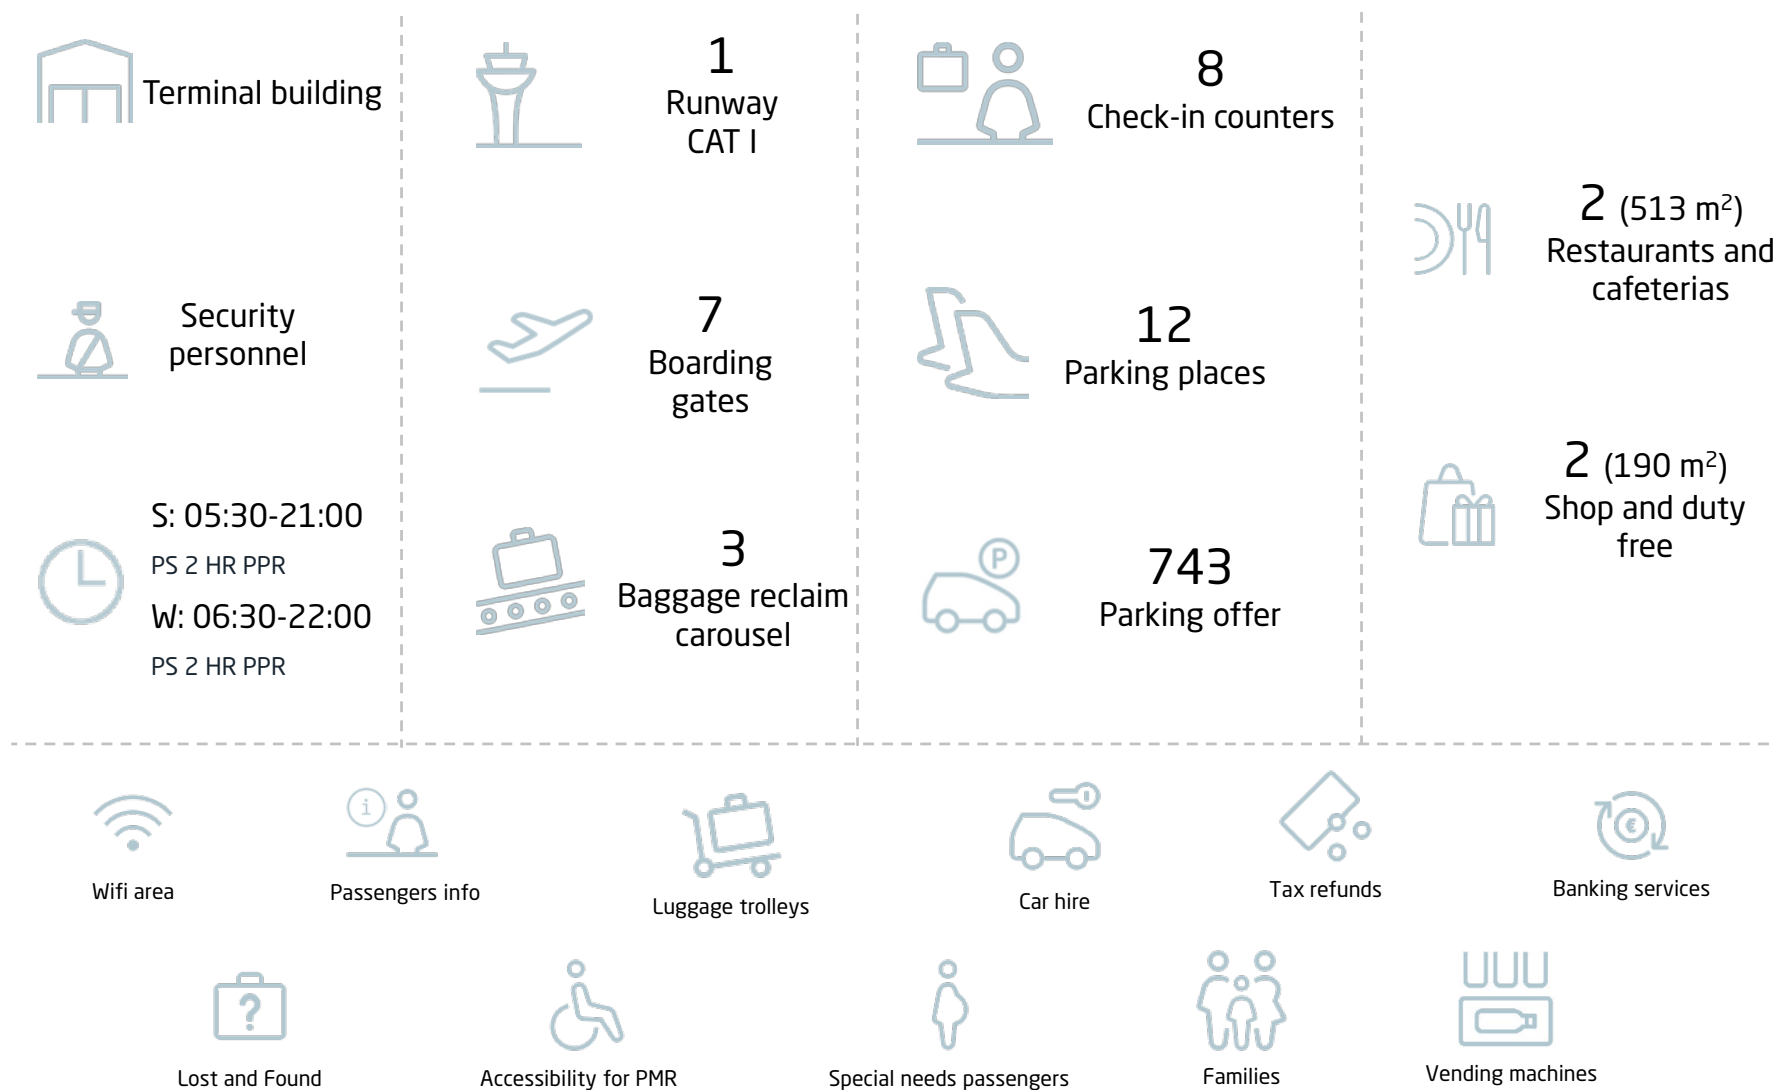 Terminal building
Security
personnel
S: 05:30-21:00
PS 2 HR PPR
W: 06:30-22:00
PS 2 HR PPR
1
Runway
CAT I
7
Boarding
gates
3
Baggage reclaim
carousel
8
Check-in counters
12
Parking places
P
743
Parking offer
2 (513 m²)
Restaurants and
cafeterias
2 (190 m²)
Shop and duty
free
Wifi area
i
Passengers info
Luggage trolleys
Car hire
Tax refunds
€
Banking services
?
Lost and Found
Accessibility for PMR
Special needs passengers
Families
Vending machines